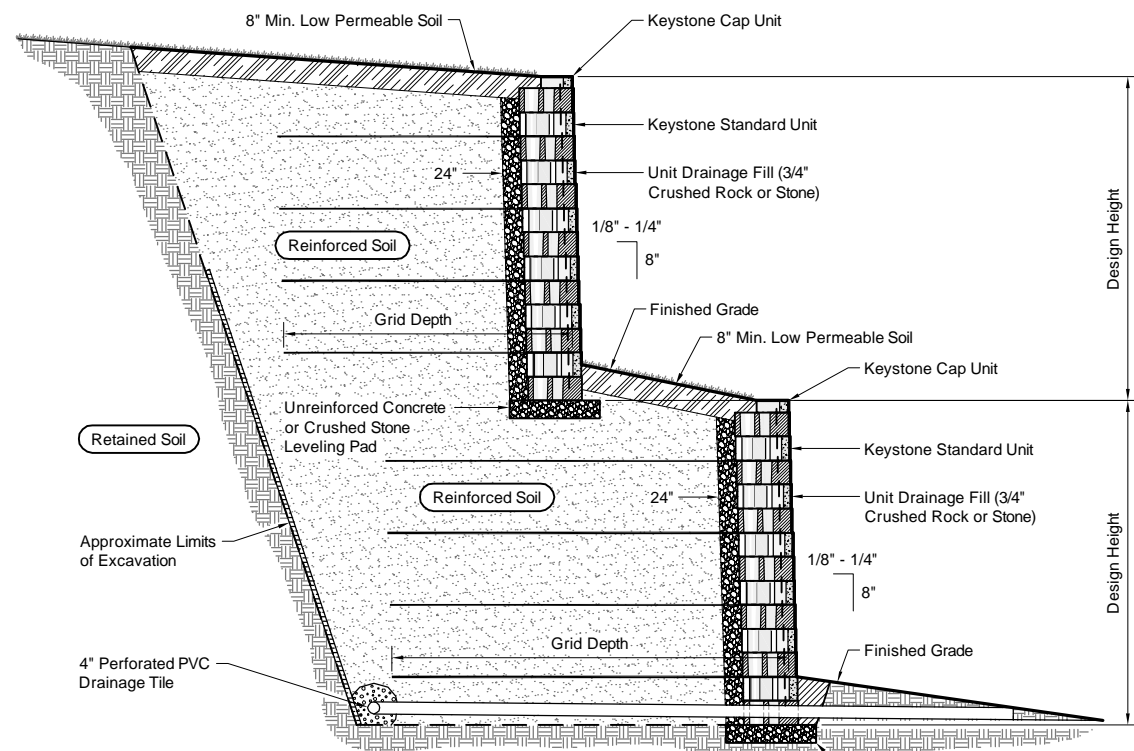 8" Min. Low Permeable Soil
Keystone Cap Unit
Keystone Standard Unit
24"
Unit Drainage Fill (3/4"
Crushed Rock or Stone)
1/8" - 1/4"
8"
Reinforced Soil
Design Height
Grid Depth
Finished Grade
8" Min. Low Permeable Soil
Keystone Cap Unit
Unreinforced Concrete
or Crushed Stone
Leveling Pad
Retained Soil
Keystone Standard Unit
Reinforced Soil
24"
Unit Drainage Fill (3/4"
Crushed Rock or Stone)
Approximate Limits
of Excavation
1/8" - 1/4"
8"
Design Height
Grid Depth
Finished Grade
4" Perforated PVC
Drainage Tile